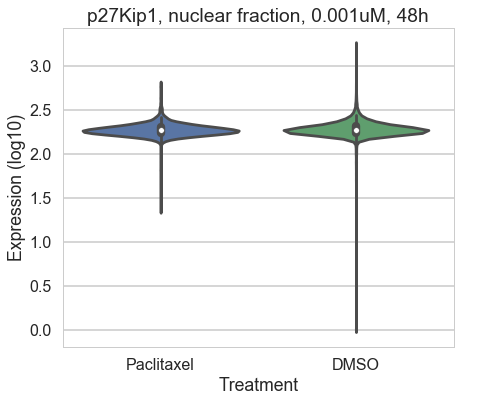 p27Kip1, nuclear fraction, 0.001uM, 48h
Expression (log10)
3.0
2.5
2.0
1.5
1.0
0.5
0.0
Paclitaxel DMSO
Treatment